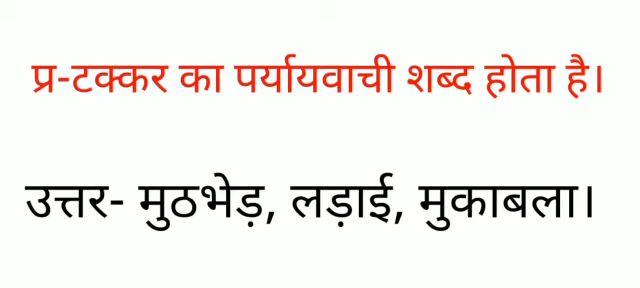 प्र-टक्कर का पर्यायवाची शब्द होता है।
उत्तर- मुठभेड़, लड़ाई, मुकाबला।